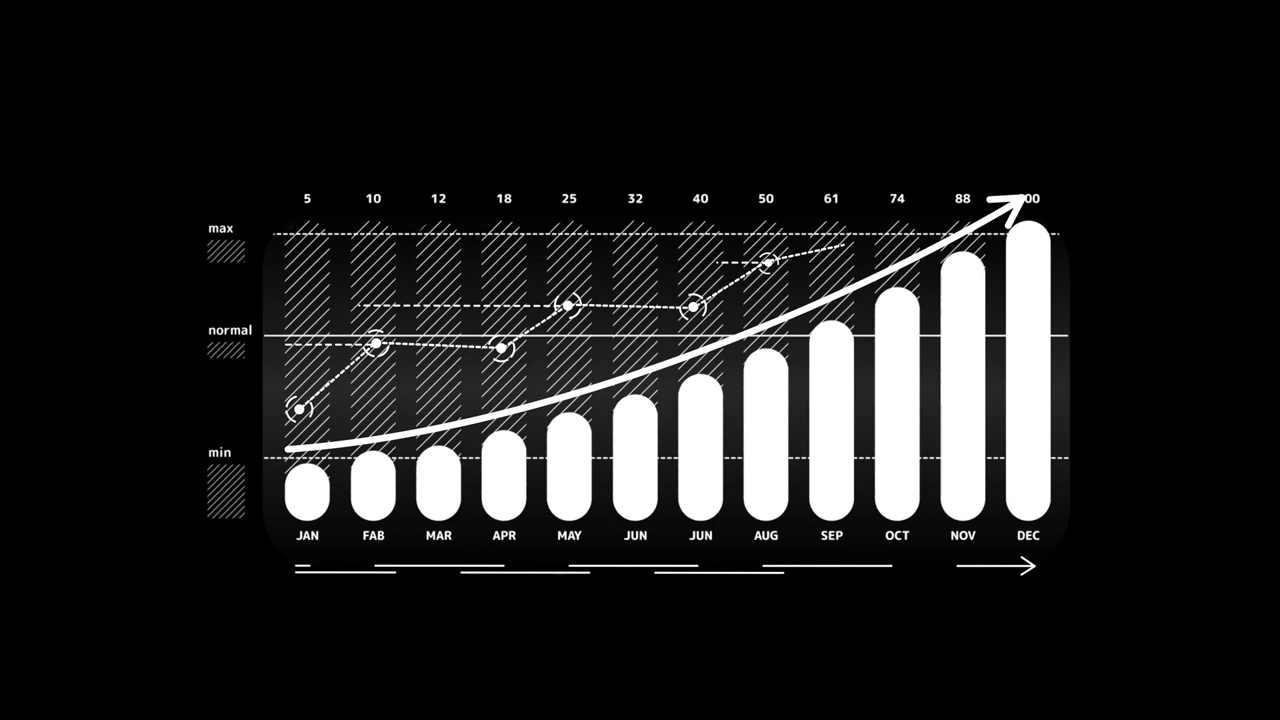 5 10 12 18 25 32 40 50 61 74 88 00
max
normal
min
JAN FAB MAR APR MAY JUN JUN AUG SEP OCT NOV DEC